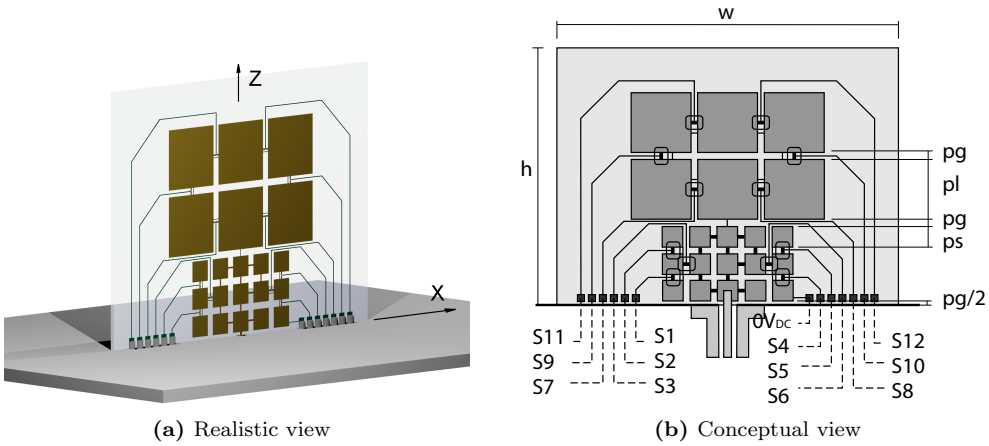 Z
X
(a) Realistic view
w
h
pg
pl
pg
ps
pg/2
0VDC
S11 S1 S4 S12
S9 S2 S5 S10
S7 S3 S6 S8
(b) Conceptual view